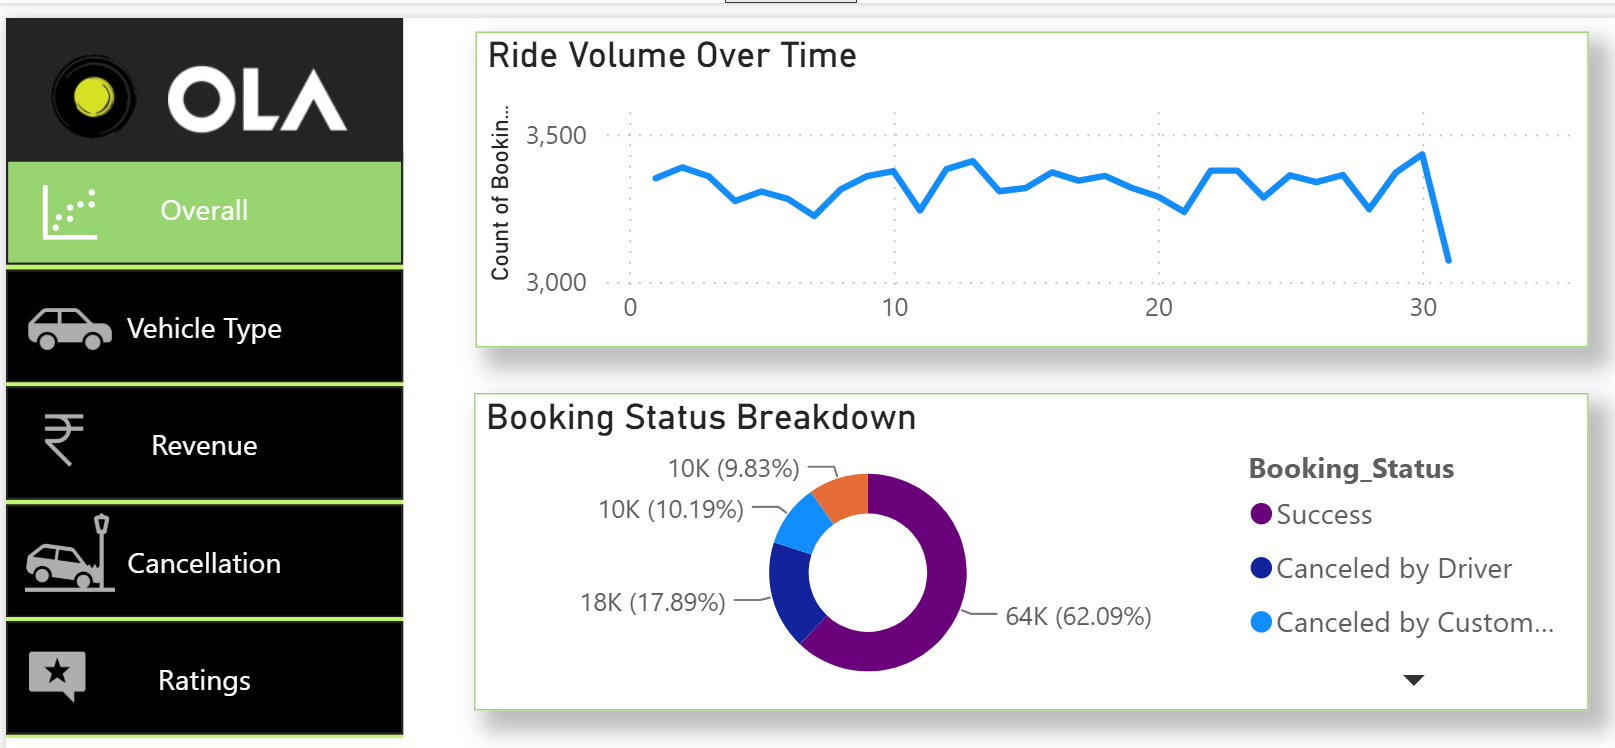 OLA
Overall
Vehicle Type
Revenue
Cancellation
Ratings
Ride Volume Over Time
Count of Bookin...
3,500
3,000
0 10 20 30
Booking Status Breakdown
10K (9.83%)
10K (10.19%)
18K (17.89%)
64K (62.09%)
Booking_Status
Success
Canceled by Driver
Canceled by Custom...